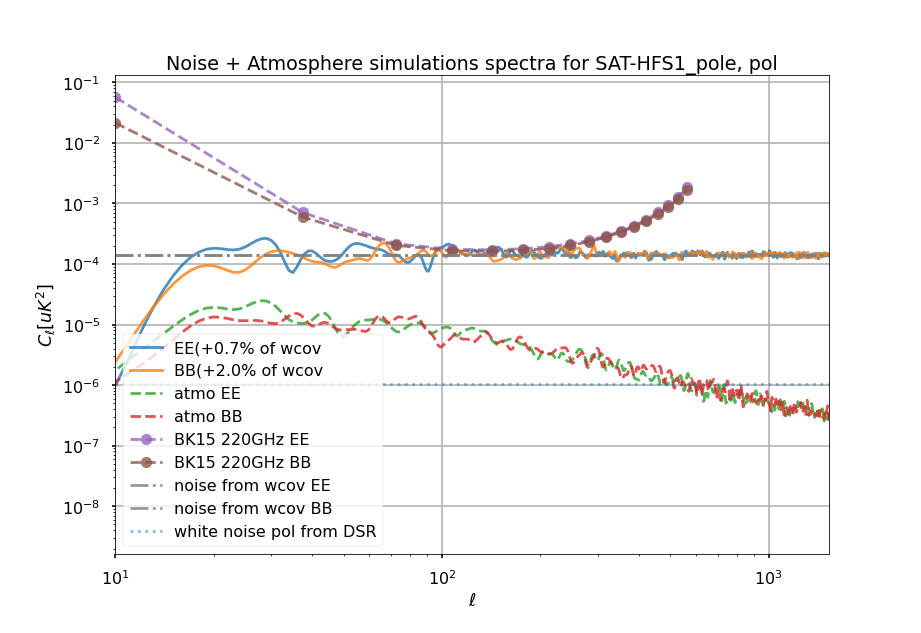 Noise + Atmosphere simulations spectra for SAT-HFS1_pole, pol
10⁻¹
10⁻²
10⁻³
10⁻⁴
10⁻⁵
10⁻⁶
10⁻⁷
10⁻⁸
Cℓ[uK²]
EE(+0.7% of wcov
BB(+2.0% of wcov
atmo EE
atmo BB
BK15 220GHz EE
BK15 220GHz BB
noise from wcov EE
noise from wcov BB
white noise pol from DSR
10¹ 10² 10³
ℓ